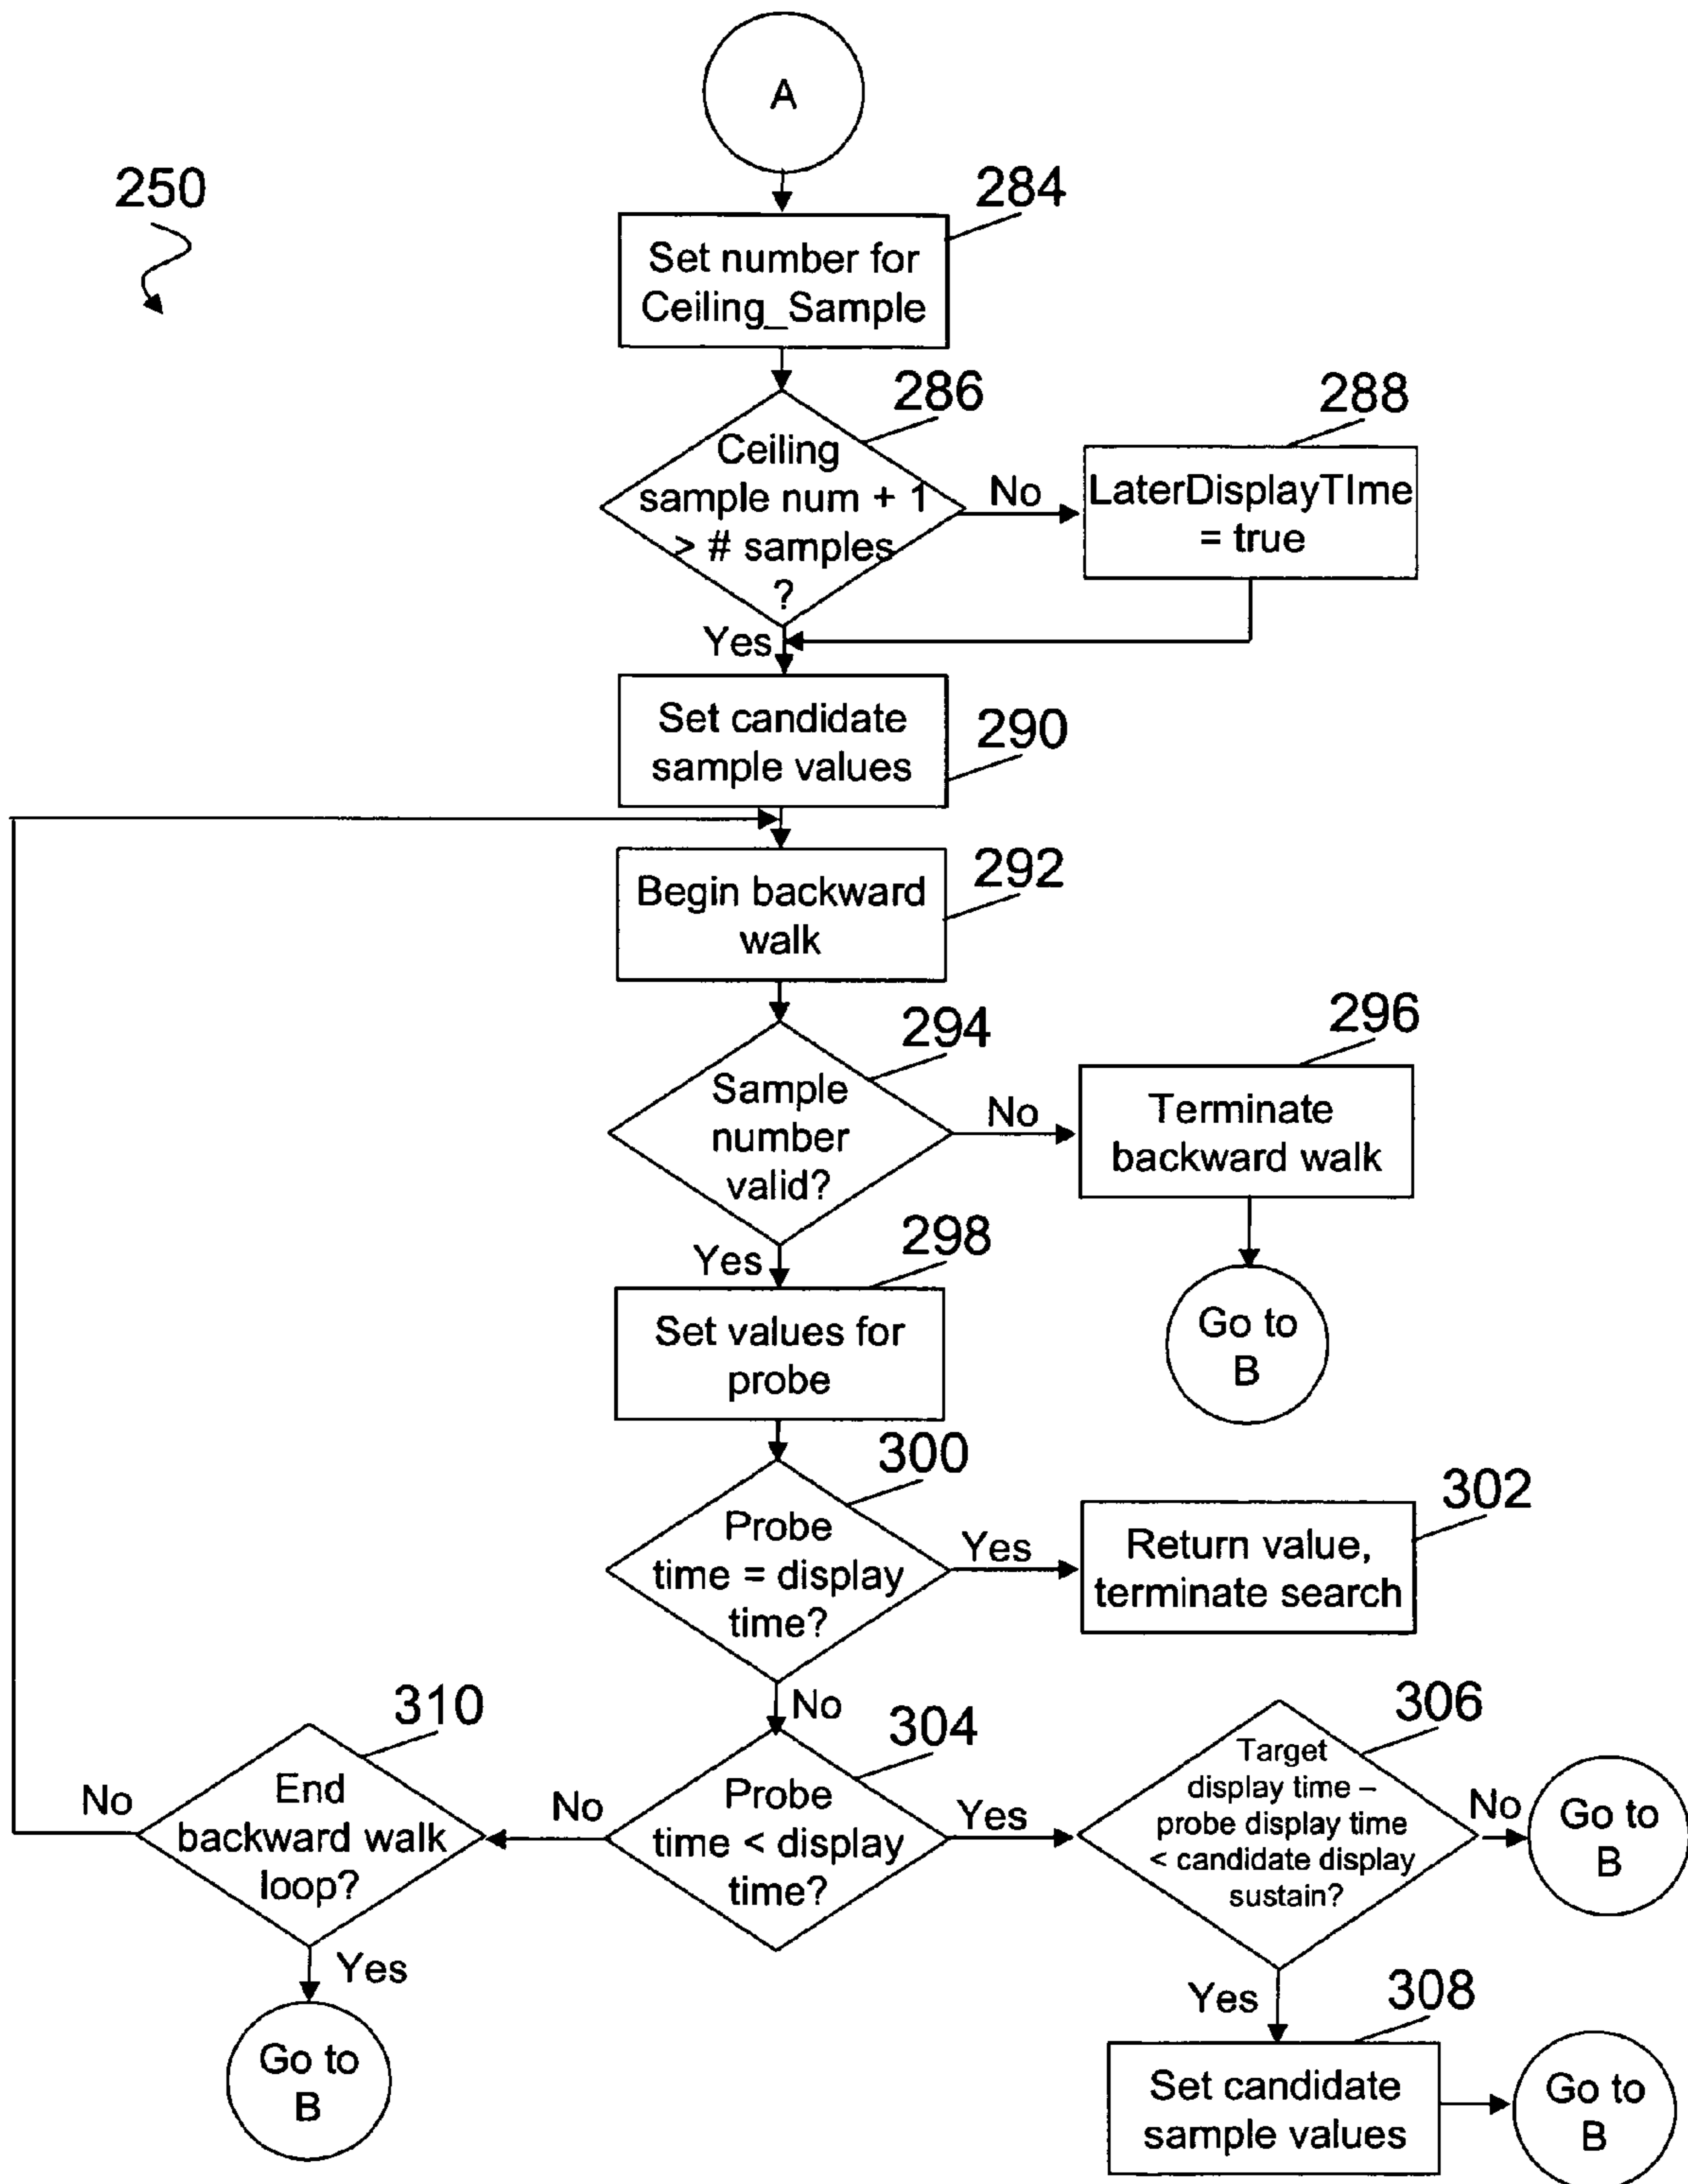 A
250
284
Set number for
Ceiling_Sample
286
288
Ceiling
sample num + 1
> # samples
?
No
LaterDisplayTIme
= true
Yes
Set candidate
sample values
290
Begin backward
walk
292
294
296
Sample
number
valid?
No
Terminate
backward walk
Yes
298
Go to
B
Set values for
probe
300
302
Probe
time = display
time?
Yes
Return value,
terminate search
No
310
304
306
End
backward walk
loop?
No
No
Probe
time < display
time?
Yes
Target
display time –
probe display time
< candidate display
sustain?
No
Go to
B
Yes
Go to
B
Yes
308
Set candidate
sample values
Go to
B